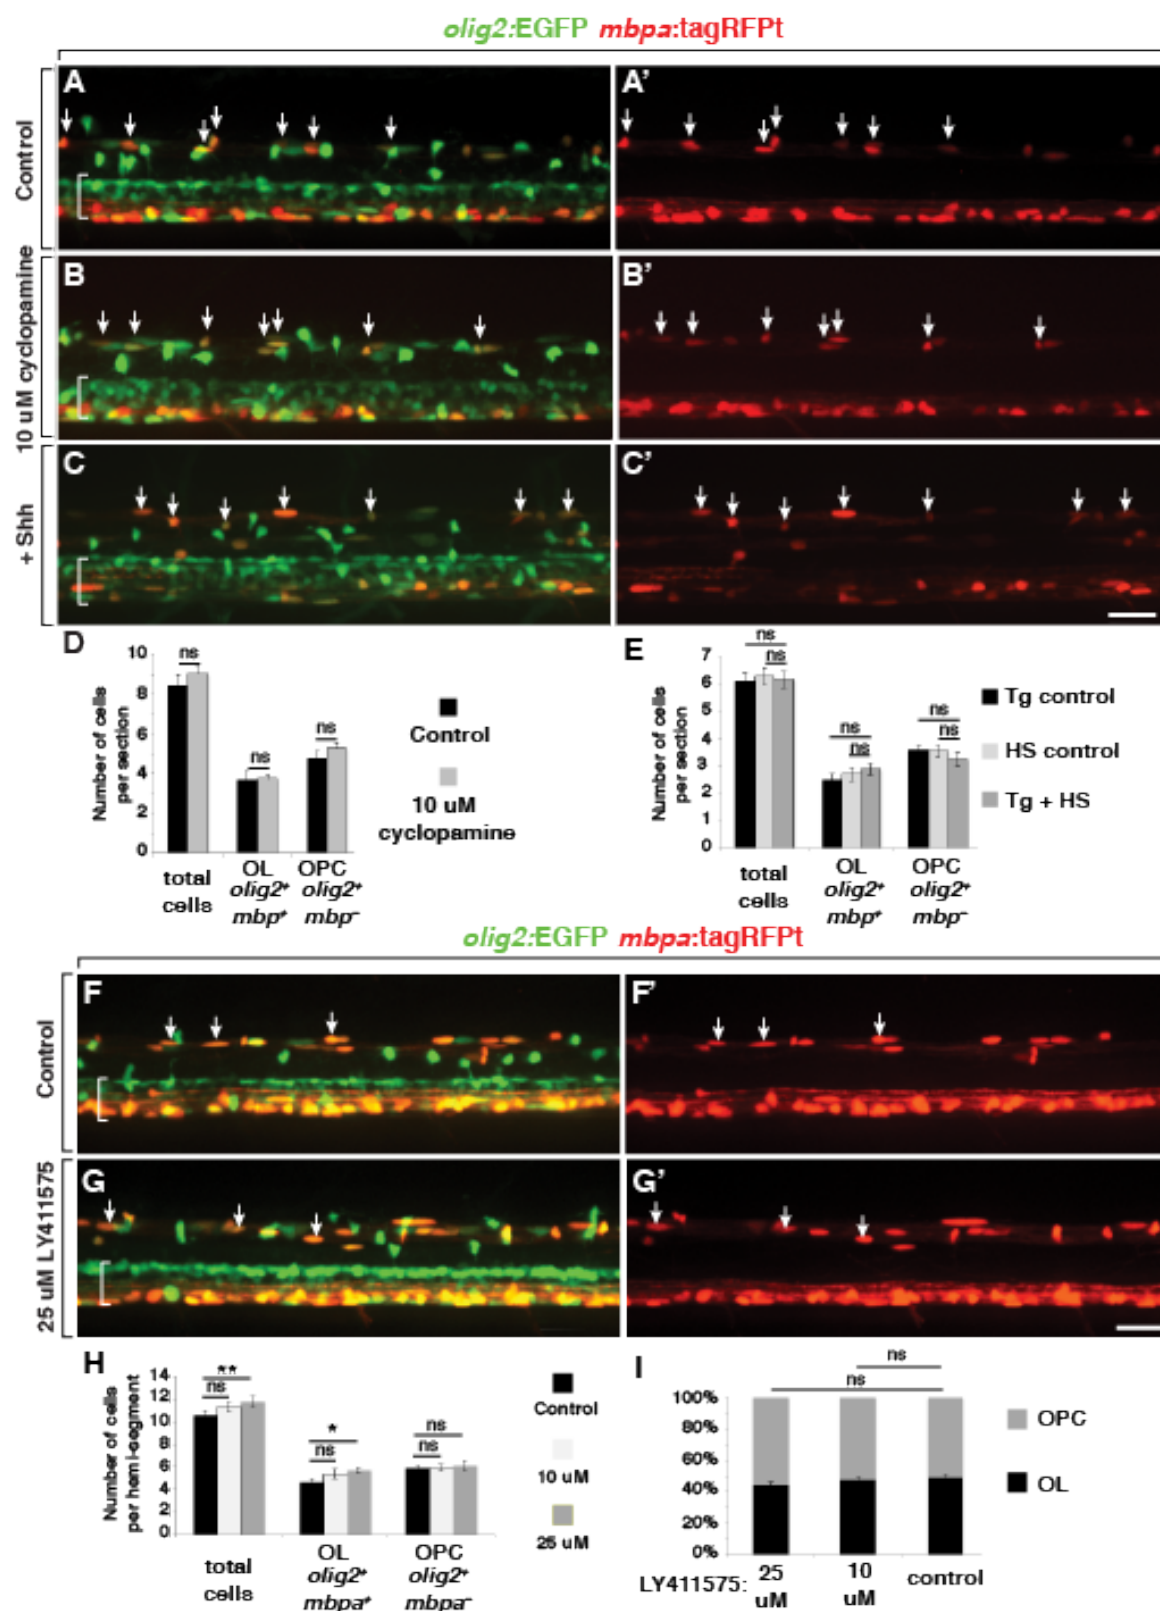 olig2:EGFP mbpa:tagRFPt
Control
A
A'
10 uM cyclopamine
B
B'
+ Shh
C
C'
D
Number of cells
per section
10
8
6
4
2
0
ns
ns
ns
total
cells
OL
olig2+
mbp+
OPC
olig2+
mbp-
Control
10 uM
cyclopamine
E
Number of cells
per section
7
6
5
4
3
2
1
0
ns
ns
ns
ns
ns
ns
total
cells
OL
olig2+
mbp+
OPC
olig2+
mbp-
Tg control
HS control
Tg + HS
olig2:EGFP mbpa:tagRFPt
Control
F
F'
25 uM LY411575
G
G'
H
Number of cells
per hemi-segment
14
12
10
8
6
4
2
0
**
ns
*
ns
ns
ns
total
cells
OL
olig2+
mbpa+
OPC
olig2+
mbpa-
Control
10 uM
25 uM
I
ns
ns
100%
80%
60%
40%
20%
0%
LY411575:
25
uM
10
uM
control
OPC
OL